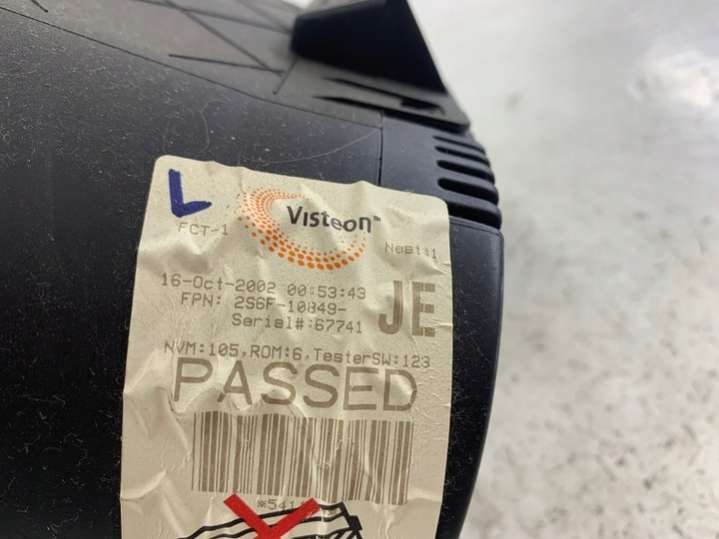 L
Visteon™
FCT-1
Nest:1
16-Oct-2002 00:53:43
FPN: 2S6F-10849-
JE
Serial#:67741
NVM:105,ROM:6,TesterSW:123
PASSED